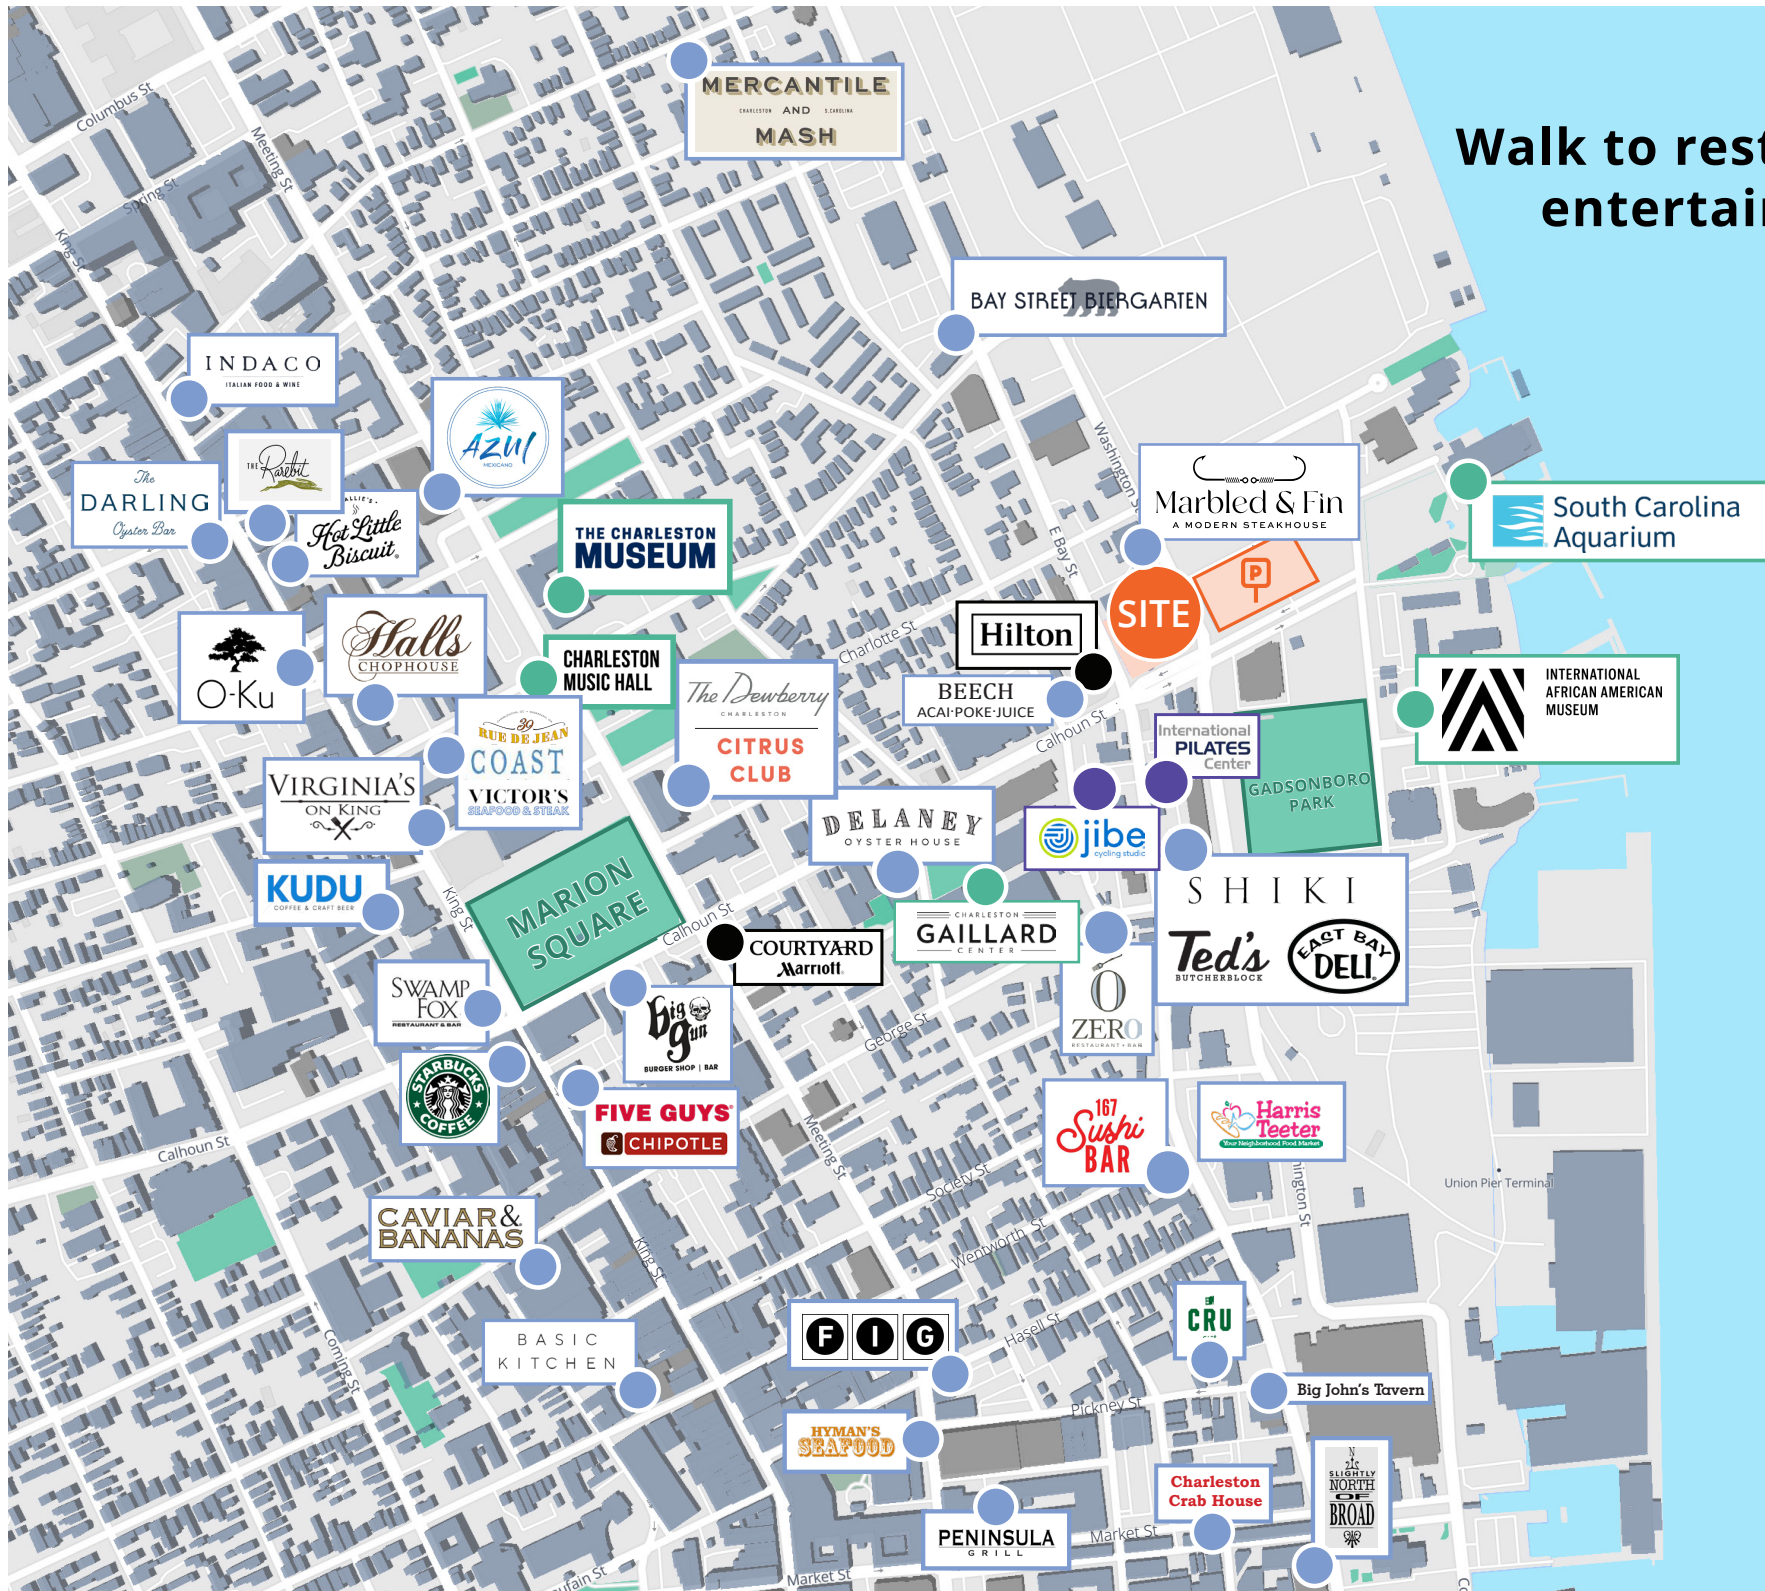 Walk to rest
entertai
MERCANTILE
CHARLESTON AND S.CAROLINA
MASH
Columbus St
Meeting St
Spring St
King St
BAY STREET BIERGARTEN
INDACO
ITALIAN FOOD & WINE
AZUL
MEXICANO
THE
Rarebit
The
DARLING
Oyster Bar
Hot Little
Biscuit
THE CHARLESTON
MUSEUM
Washington St
Marbled & Fin
A MODERN STEAKHOUSE
South Carolina
Aquarium
E Bay St
P
SITE
Hilton
Charlotte St
O-Ku
Halls
CHOPHOUSE
CHARLESTON
MUSIC HALL
The Dewberry
CHARLESTON
CITRUS
CLUB
BEECH
ACAI·POKE·JUICE
Calhoun St
INTERNATIONAL
AFRICAN AMERICAN
MUSEUM
39
RUE DE JEAN
COAST
VICTOR'S
SEAFOOD & STEAK
VIRGINIA'S
ON KING
International
PILATES
Center
GADSONBORO
PARK
DELANEY
OYSTER HOUSE
jibe
cycling studio
KUDU
COFFEE & CRAFT BEER
King St
MARION
SQUARE
Calhoun St
COURTYARD
Marriott
CHARLESTON
GAILLARD
CENTER
SHIKI
Ted's
BUTCHERBLOCK
EAST BAY
DELI
SWAMP
FOX
RESTAURANT & BAR
big
gun
BURGER SHOP | BAR
George St
O
ZERO
RESTAURANT + BAR
STARBUCKS
COFFEE
FIVE GUYS
CHIPOTLE
Meeting St
167
Sushi
BAR
Harris
Teeter
Your Neighborhood Food Market
Calhoun St
Society St
Union Pier Terminal
ington St
CAVIAR &
BANANAS
King St
Wentworth St
BASIC
KITCHEN
Coming St
FIG
Hasell St
CRU
Big John's Tavern
Pickney St
HYMAN'S
SEAFOOD
Charleston
Crab House
N
SLIGHTLY
NORTH
OF
BROAD
PENINSULA
GRILL
Market St
Market St
ufain St